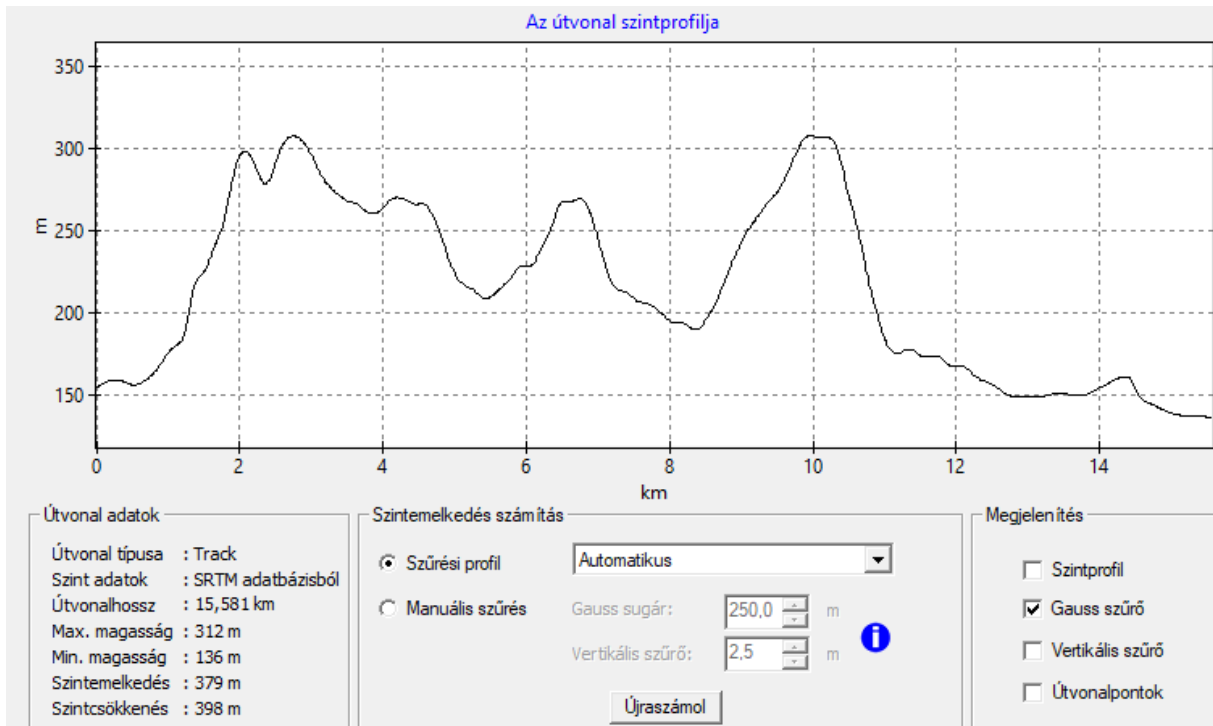 Az útvonal szintprofilja
350
300
250
200
150
m
0 2 4 6 8 10 12 14
km
Útvonal adatok
Útvonal típusa : Track
Szint adatok : SRTM adatbázisból
Útvonalhossz : 15,581 km
Max. magasság : 312 m
Min. magasság : 136 m
Szintemelkedés : 379 m
Szintcsökkenés : 398 m
Szintemelkedés számítás
Szűrési profil Automatikus
Manuális szűrés Gauss sugár: 250,0 m
Vertikális szűrő: 2,5 m
i
Újraszámol
Megjelenítés
Szintprofil
Gauss szűrő
Vertikális szűrő
Útvonalpontok